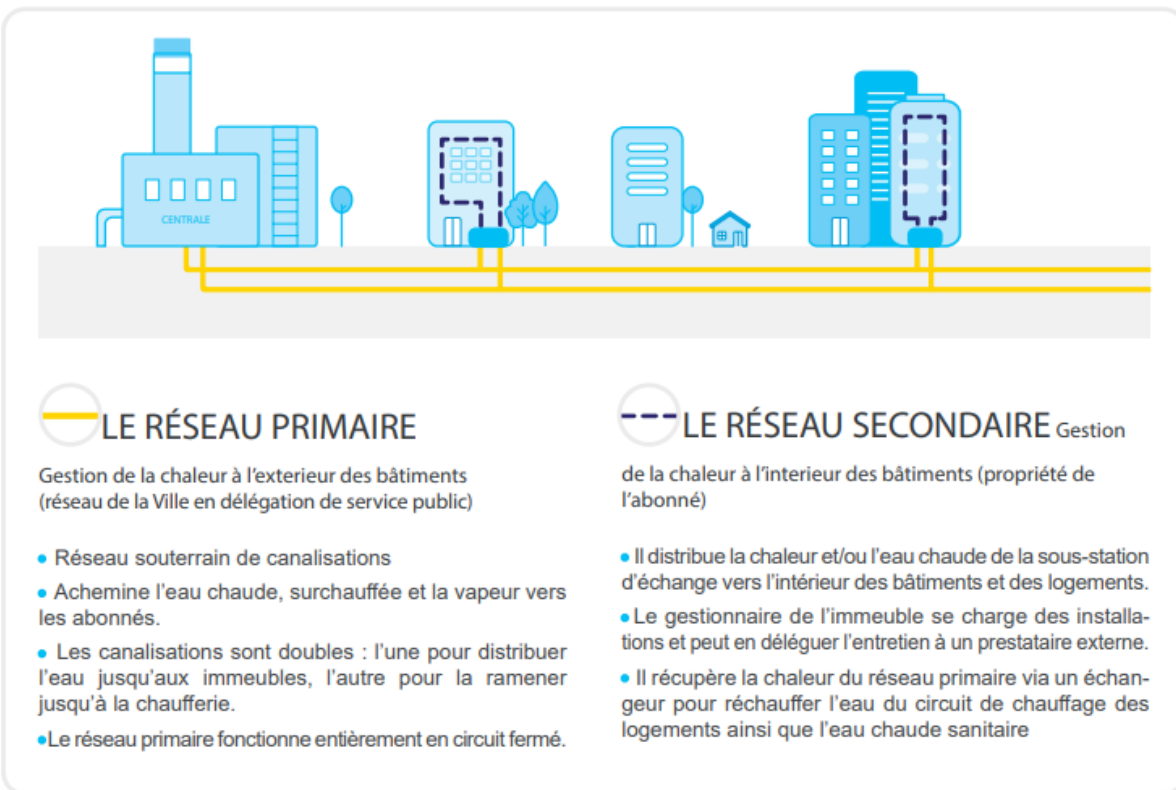 CENTRALE
LE RÉSEAU PRIMAIRE
Gestion de la chaleur à l'exterieur des bâtiments
(réseau de la Ville en délégation de service public)
• Réseau souterrain de canalisations
• Achemine l'eau chaude, surchauffée et la vapeur vers
les abonnés.
• Les canalisations sont doubles : l'une pour distribuer
l'eau jusqu'aux immeubles, l'autre pour la ramener
jusqu'à la chaufferie.
•Le réseau primaire fonctionne entièrement en circuit fermé.
LE RÉSEAU SECONDAIRE Gestion
de la chaleur à l'interieur des bâtiments (propriété de
l'abonné)
• Il distribue la chaleur et/ou l'eau chaude de la sous-station
d'échange vers l'intérieur des bâtiments et des logements.
• Le gestionnaire de l'immeuble se charge des installa-
tions et peut en déléguer l'entretien à un prestataire externe.
• Il récupère la chaleur du réseau primaire via un échan-
geur pour réchauffer l'eau du circuit de chauffage des
logements ainsi que l'eau chaude sanitaire